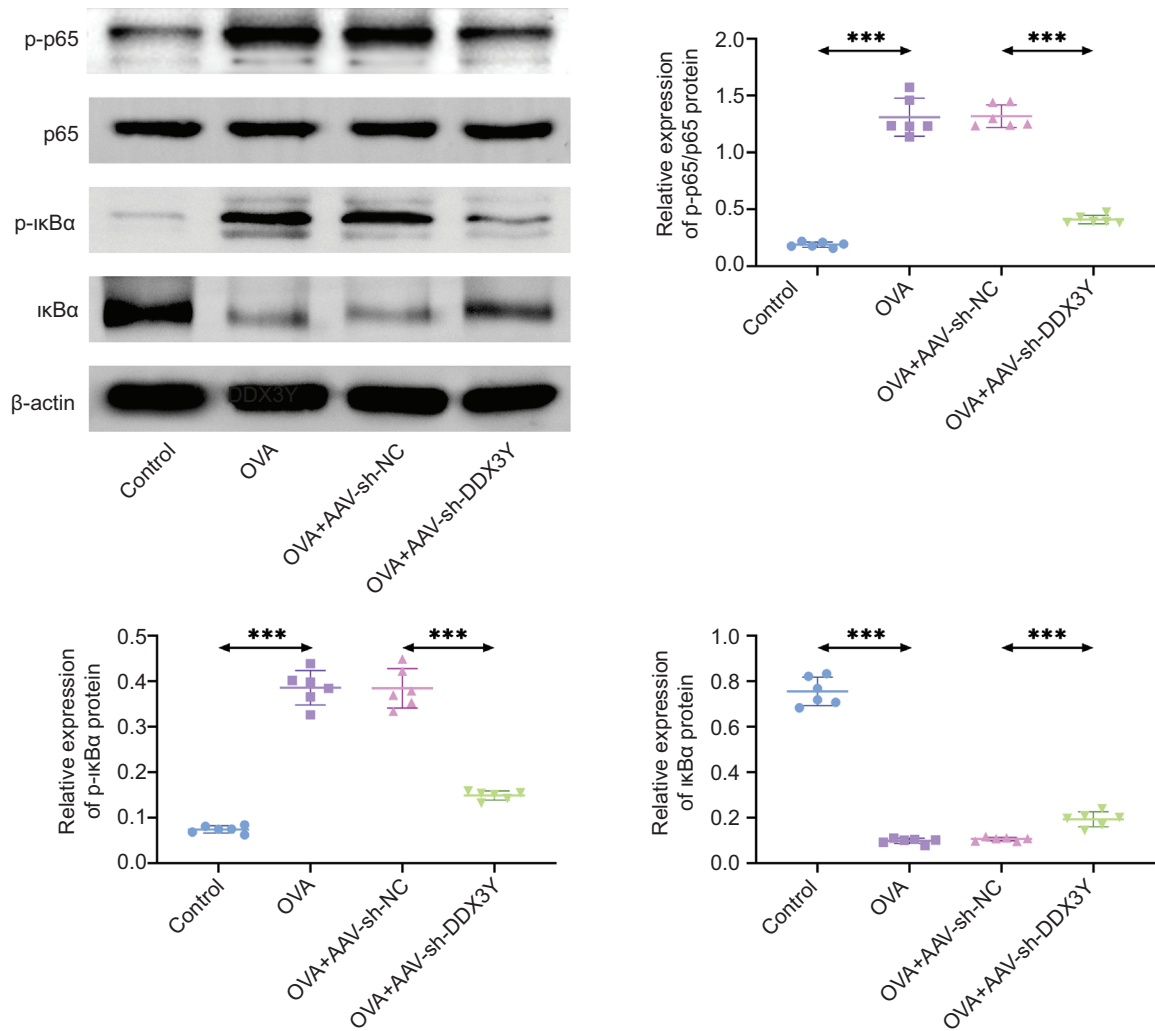 p-p65
p65
p-ıκBα
ıκBα
β-actin
DDX3Y
Control
OVA
OVA+AAV-sh-NC
OVA+AAV-sh-DDX3Y
Relative expression
of p-p65/p65 protein
2.0
1.5
1.0
0.5
0.0
***
***
Control
OVA
OVA+AAV-sh-NC
OVA+AAV-sh-DDX3Y
Relative expression
of p-ıκBα protein
0.5
0.4
0.3
0.2
0.1
0.0
***
***
Control
OVA
OVA+AAV-sh-NC
OVA+AAV-sh-DDX3Y
Relative expression
of ıκBα protein
1.0
0.8
0.6
0.4
0.2
0.0
***
***
Control
OVA
OVA+AAV-sh-NC
OVA+AAV-sh-DDX3Y